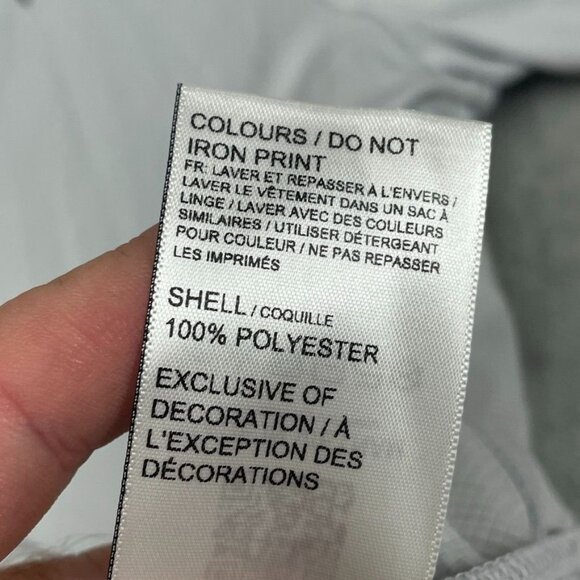 COLOURS / DO NOT
IRON PRINT
FR: LAVER ET REPASSER À L'ENVERS /
LAVER LE VÊTEMENT DANS UN SAC À
LINGE / LAVER AVEC DES COULEURS
SIMILAIRES / UTILISER DÉTERGEANT
POUR COULEUR / NE PAS REPASSER
LES IMPRIMÉS
SHELL / COQUILLE
100% POLYESTER
EXCLUSIVE OF
DECORATION / À
L'EXCEPTION DES
DÉCORATIONS